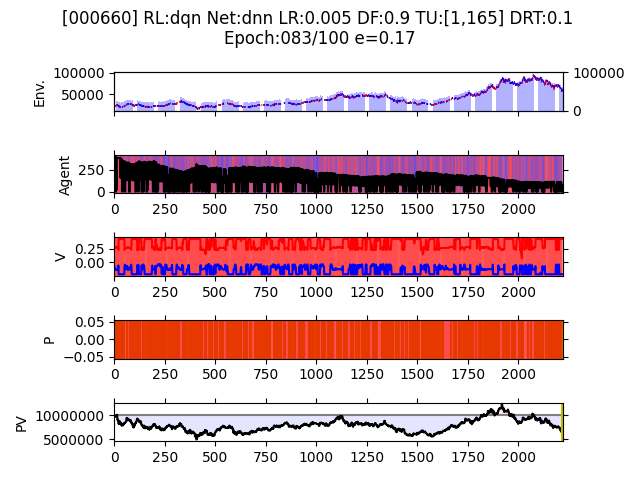 [000660] RL:dqn Net:dnn LR:0.005 DF:0.9 TU:[1,165] DRT:0.1
Epoch:083/100 e=0.17
Env.
100000
50000
100000
0
Agent
250
0
0 250 500 750 1000 1250 1500 1750 2000
V
0.25
0.00
0 250 500 750 1000 1250 1500 1750 2000
P
0.05
0.00
−0.05
0 250 500 750 1000 1250 1500 1750 2000
PV
10000000
5000000
0 250 500 750 1000 1250 1500 1750 2000